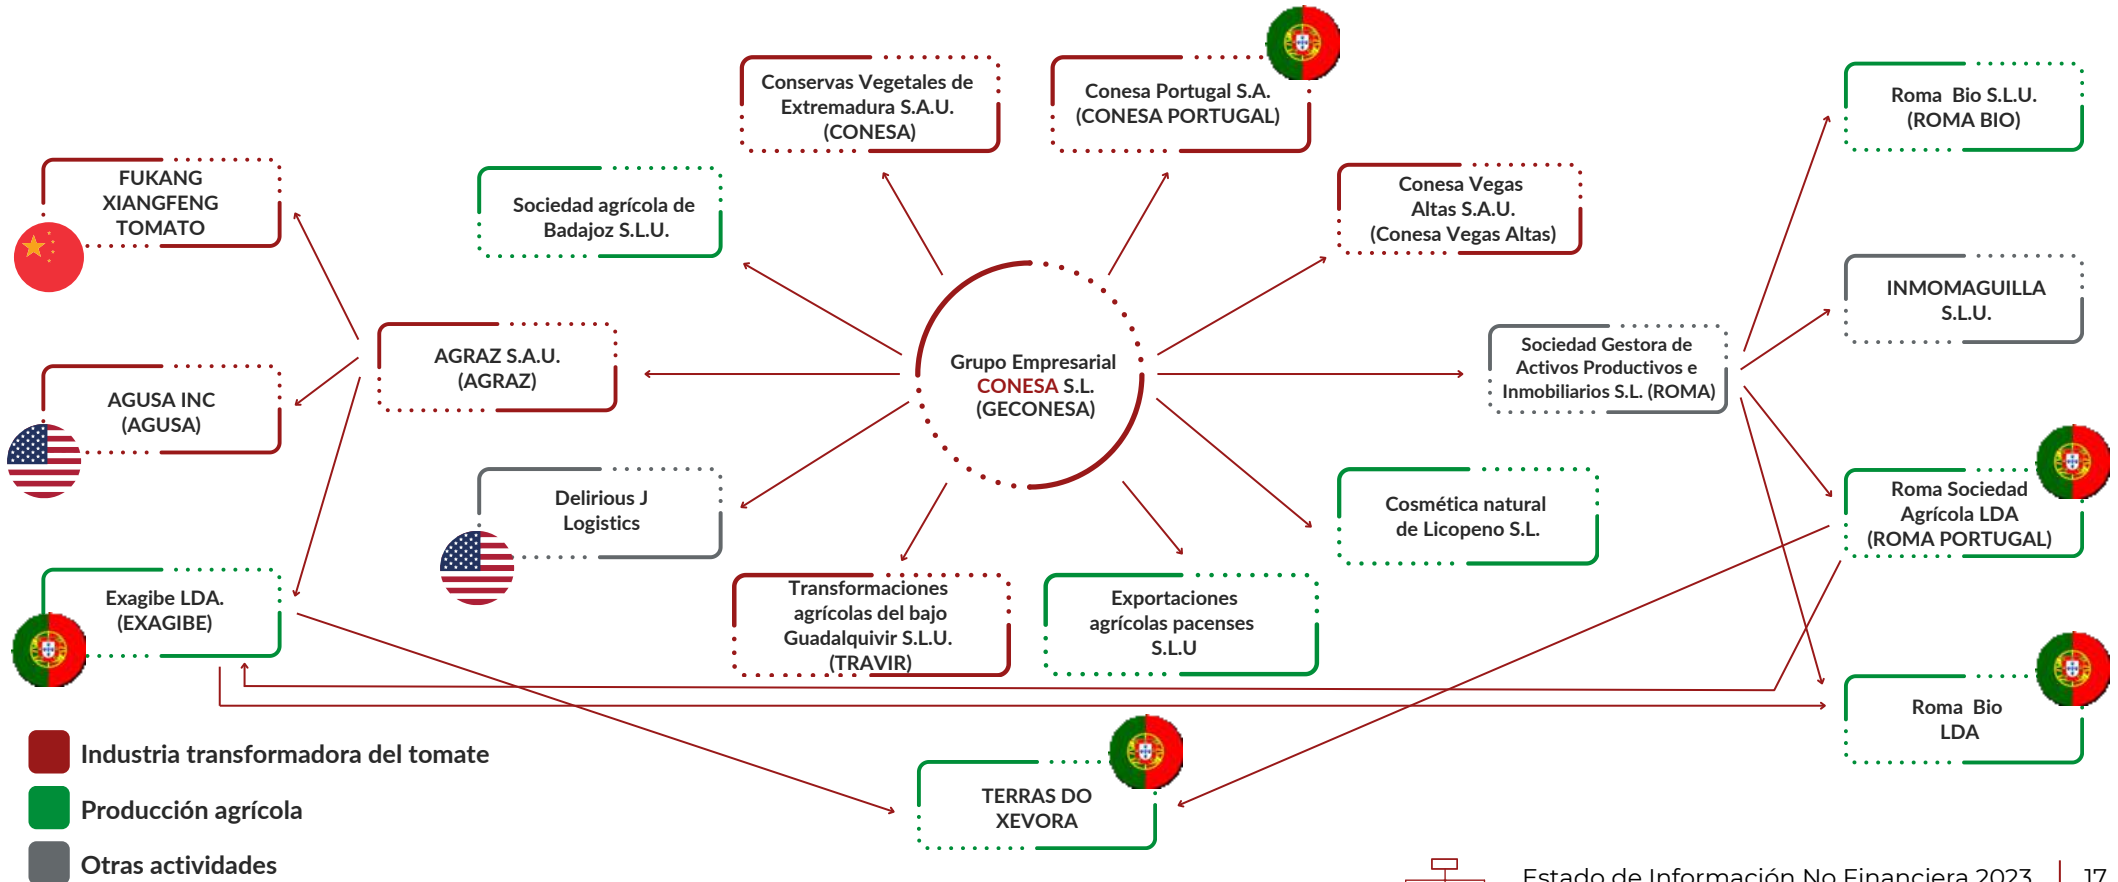 Conservas Vegetales de
Extremadura S.A.U.
(CONESA)
Conesa Portugal S.A.
(CONESA PORTUGAL)
Roma Bio S.L.U.
(ROMA BIO)
FUKANG
XIANGFENG
TOMATO
Sociedad agrícola de
Badajoz S.L.U.
Conesa Vegas
Altas S.A.U.
(Conesa Vegas Altas)
INMOMAGUILLA
S.L.U.
AGRAZ S.A.U.
(AGRAZ)
Grupo Empresarial
CONESA S.L.
(GECONESA)
Sociedad Gestora de
Activos Productivos e
Inmobiliarios S.L. (ROMA)
AGUSA INC
(AGUSA)
Delirious J
Logistics
Cosmética natural
de Licopeno S.L.
Roma Sociedad
Agrícola LDA
(ROMA PORTUGAL)
Exagibe LDA.
(EXAGIBE)
Transformaciones
agrícolas del bajo
Guadalquivir S.L.U.
(TRAVIR)
Exportaciones
agrícolas pacenses
S.L.U
Roma Bio
LDA
TERRAS DO
XEVORA
Industria transformadora del tomate
Producción agrícola
Otras actividades
Estado de Información No Financiera 2023 | 17